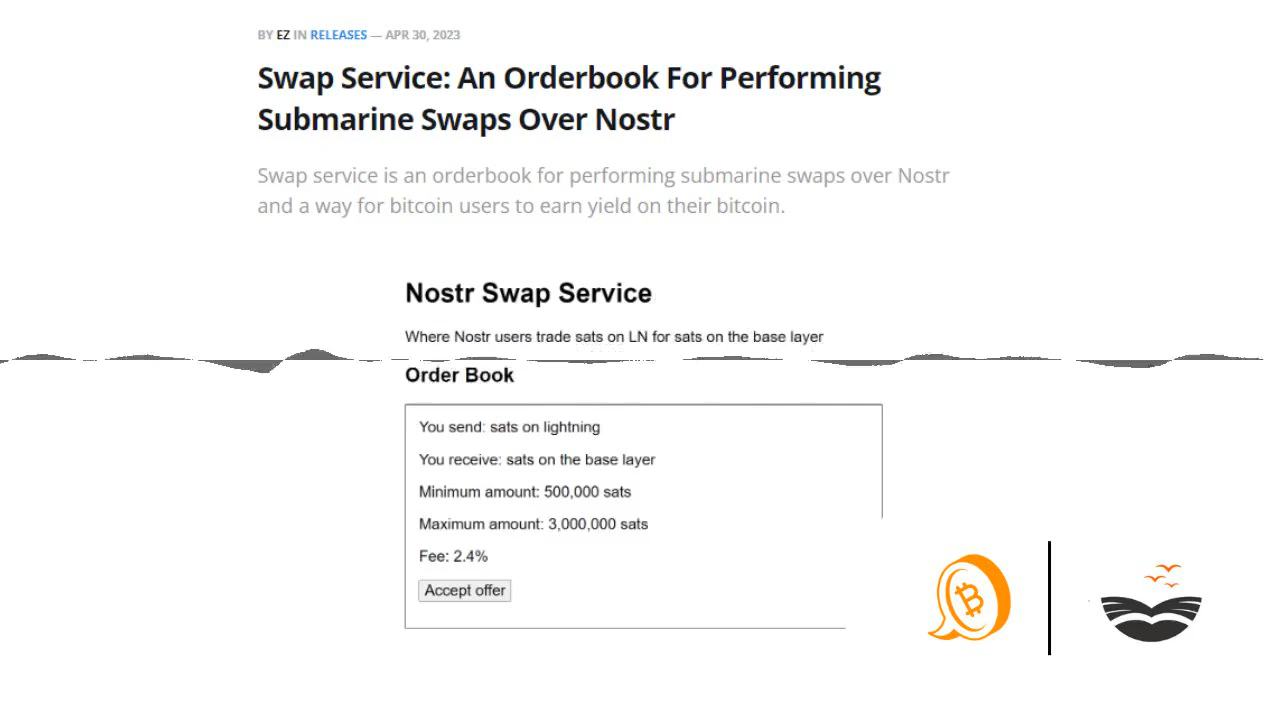 BY EZ IN RELEASES — APR 30, 2023
Swap Service: An Orderbook For Performing
Submarine Swaps Over Nostr
Swap service is an orderbook for performing submarine swaps over Nostr
and a way for bitcoin users to earn yield on their bitcoin.
Nostr Swap Service
Where Nostr users trade sats on LN for sats on the base layer
Order Book
You send: sats on lightning
You receive: sats on the base layer
Minimum amount: 500,000 sats
Maximum amount: 3,000,000 sats
Fee: 2.4%
Accept offer